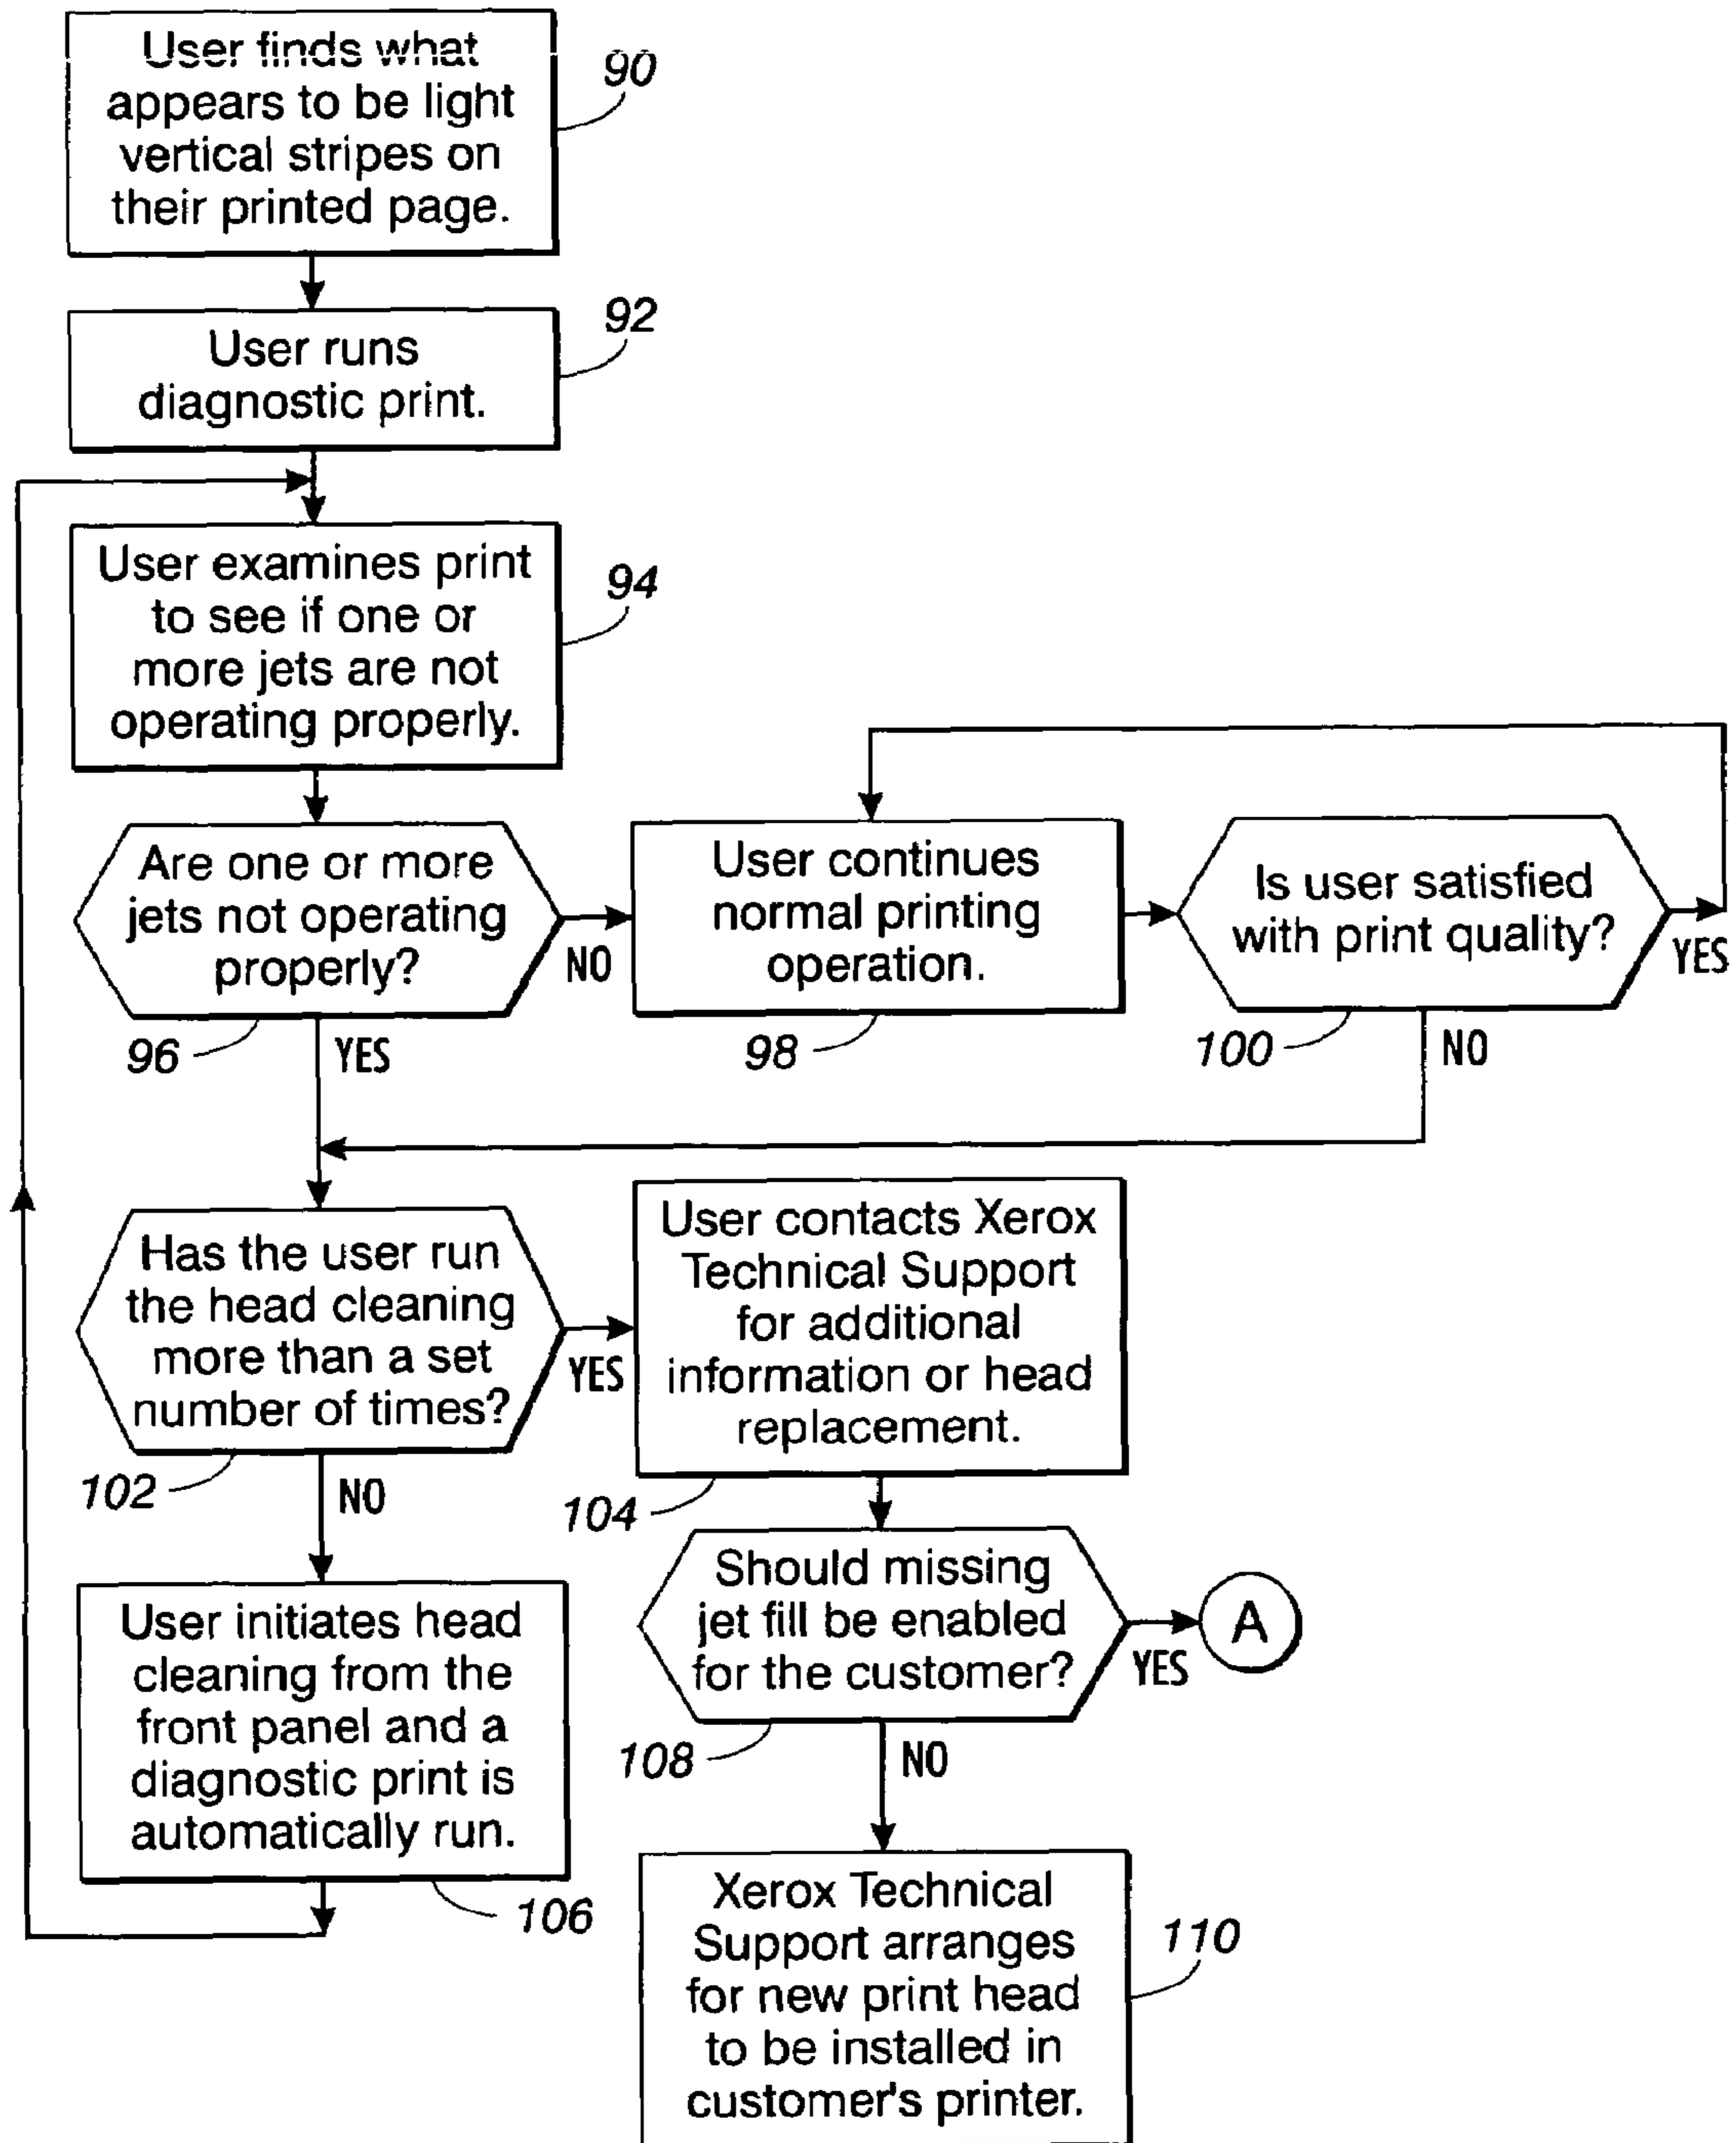 User finds what
appears to be light
vertical stripes on
their printed page.
90
User runs
diagnostic print.
92
User examines print
to see if one or
more jets are not
operating properly.
94
Are one or more
jets not operating
properly?
96
YES
NO
User continues
normal printing
operation.
98
Is user satisfied
with print quality?
100
YES
NO
Has the user run
the head cleaning
more than a set
number of times?
102
YES
NO
User contacts Xerox
Technical Support
for additional
information or head
replacement.
104
User initiates head
cleaning from the
front panel and a
diagnostic print is
automatically run.
106
Should missing
jet fill be enabled
for the customer?
108
YES
A
NO
Xerox Technical
Support arranges
for new print head
to be installed in
customer's printer.
110